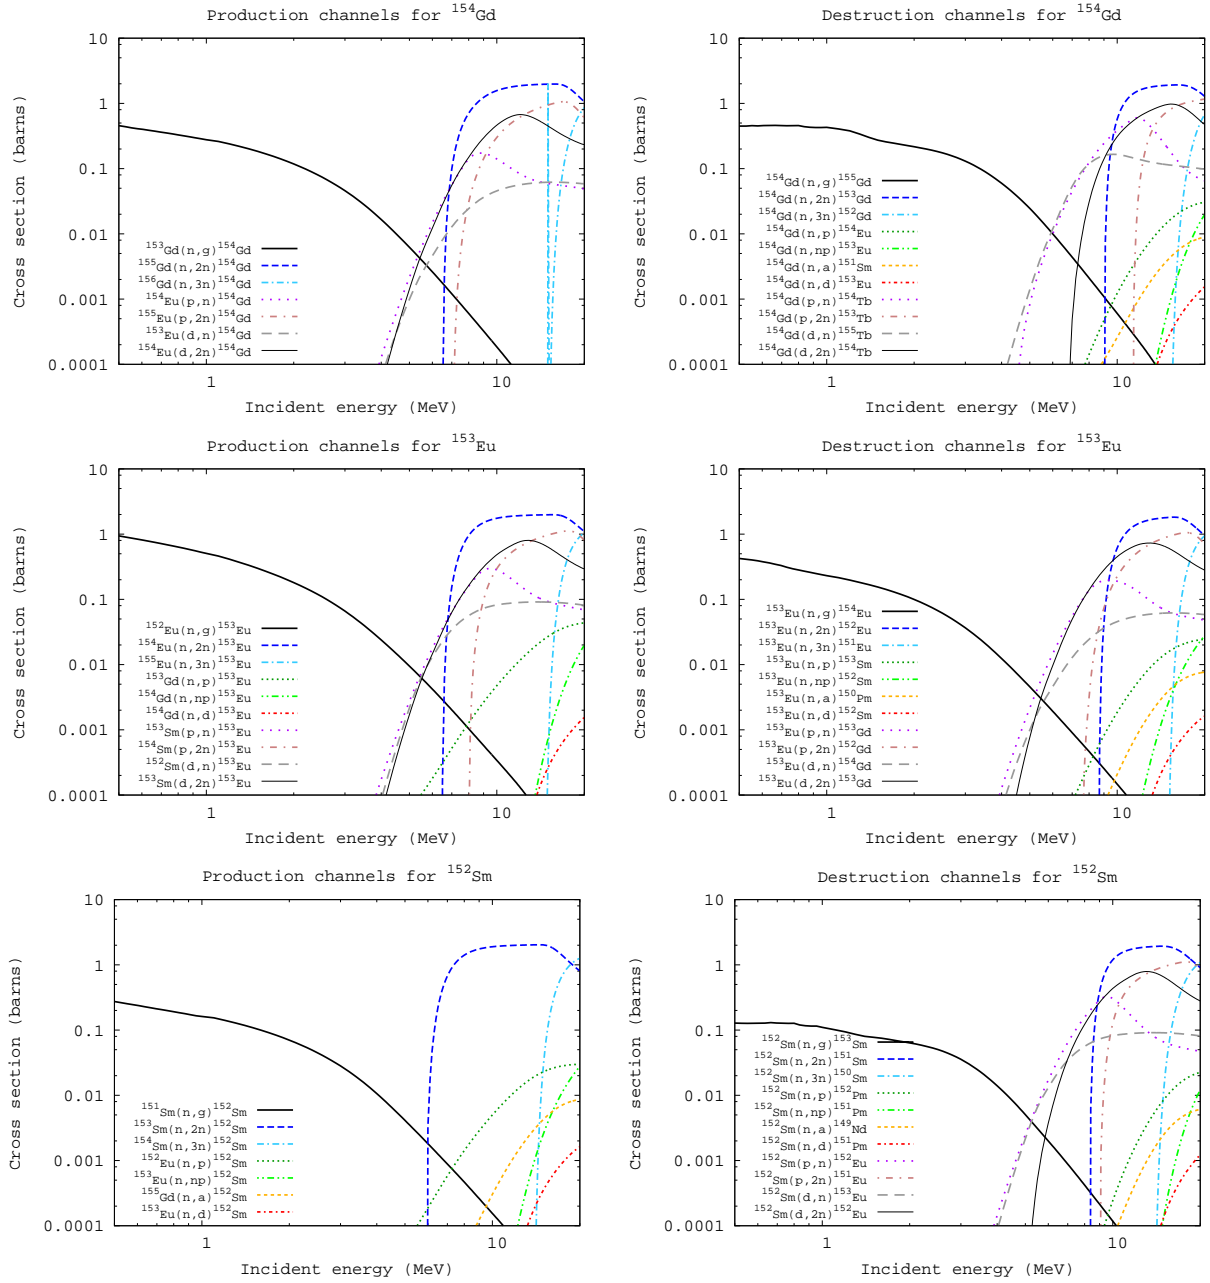 Production channels for ¹⁵⁴Gd
Cross section (barns)
10
1
0.1
0.01
0.001
0.0001
¹⁵³Gd(n,g)¹⁵⁴Gd
¹⁵⁵Gd(n,2n)¹⁵⁴Gd
¹⁵⁶Gd(n,3n)¹⁵⁴Gd
¹⁵⁴Eu(p,n)¹⁵⁴Gd
¹⁵⁵Eu(p,2n)¹⁵⁴Gd
¹⁵³Eu(d,n)¹⁵⁴Gd
¹⁵⁴Eu(d,2n)¹⁵⁴Gd
1 10
Incident energy (MeV)
Destruction channels for ¹⁵⁴Gd
Cross section (barns)
10
1
0.1
0.01
0.001
0.0001
¹⁵⁴Gd(n,g)¹⁵⁵Gd
¹⁵⁴Gd(n,2n)¹⁵³Gd
¹⁵⁴Gd(n,3n)¹⁵²Gd
¹⁵⁴Gd(n,p)¹⁵⁴Eu
¹⁵⁴Gd(n,np)¹⁵³Eu
¹⁵⁴Gd(n,a)¹⁵¹Sm
¹⁵⁴Gd(n,d)¹⁵³Eu
¹⁵⁴Gd(p,n)¹⁵⁴Tb
¹⁵⁴Gd(p,2n)¹⁵³Tb
¹⁵⁴Gd(d,n)¹⁵⁵Tb
¹⁵⁴Gd(d,2n)¹⁵⁴Tb
1 10
Incident energy (MeV)
Production channels for ¹⁵³Eu
Cross section (barns)
10
1
0.1
0.01
0.001
0.0001
¹⁵²Eu(n,g)¹⁵³Eu
¹⁵⁴Eu(n,2n)¹⁵³Eu
¹⁵⁵Eu(n,3n)¹⁵³Eu
¹⁵³Gd(n,p)¹⁵³Eu
¹⁵⁴Gd(n,np)¹⁵³Eu
¹⁵⁴Gd(n,d)¹⁵³Eu
¹⁵³Sm(p,n)¹⁵³Eu
¹⁵⁴Sm(p,2n)¹⁵³Eu
¹⁵²Sm(d,n)¹⁵³Eu
¹⁵³Sm(d,2n)¹⁵³Eu
1 10
Incident energy (MeV)
Destruction channels for ¹⁵³Eu
Cross section (barns)
10
1
0.1
0.01
0.001
0.0001
¹⁵³Eu(n,g)¹⁵⁴Eu
¹⁵³Eu(n,2n)¹⁵²Eu
¹⁵³Eu(n,3n)¹⁵¹Eu
¹⁵³Eu(n,p)¹⁵³Sm
¹⁵³Eu(n,np)¹⁵²Sm
¹⁵³Eu(n,a)¹⁵⁰Pm
¹⁵³Eu(n,d)¹⁵²Sm
¹⁵³Eu(p,n)¹⁵³Gd
¹⁵³Eu(p,2n)¹⁵²Gd
¹⁵³Eu(d,n)¹⁵⁴Gd
¹⁵³Eu(d,2n)¹⁵³Gd
1 10
Incident energy (MeV)
Production channels for ¹⁵²Sm
Cross section (barns)
10
1
0.1
0.01
0.001
0.0001
¹⁵¹Sm(n,g)¹⁵²Sm
¹⁵³Sm(n,2n)¹⁵²Sm
¹⁵⁴Sm(n,3n)¹⁵²Sm
¹⁵²Eu(n,p)¹⁵²Sm
¹⁵³Eu(n,np)¹⁵²Sm
¹⁵⁵Gd(n,a)¹⁵²Sm
¹⁵³Eu(n,d)¹⁵²Sm
1 10
Incident energy (MeV)
Destruction channels for ¹⁵²Sm
Cross section (barns)
10
1
0.1
0.01
0.001
0.0001
¹⁵²Sm(n,g)¹⁵³Sm
¹⁵²Sm(n,2n)¹⁵¹Sm
¹⁵²Sm(n,3n)¹⁵⁰Sm
¹⁵²Sm(n,p)¹⁵²Pm
¹⁵²Sm(n,np)¹⁵¹Pm
¹⁵²Sm(n,a)¹⁴⁹Nd
¹⁵²Sm(n,d)¹⁵¹Pm
¹⁵²Sm(p,n)¹⁵²Eu
¹⁵²Sm(p,2n)¹⁵¹Eu
¹⁵²Sm(d,n)¹⁵³Eu
¹⁵²Sm(d,2n)¹⁵²Eu
1 10
Incident energy (MeV)